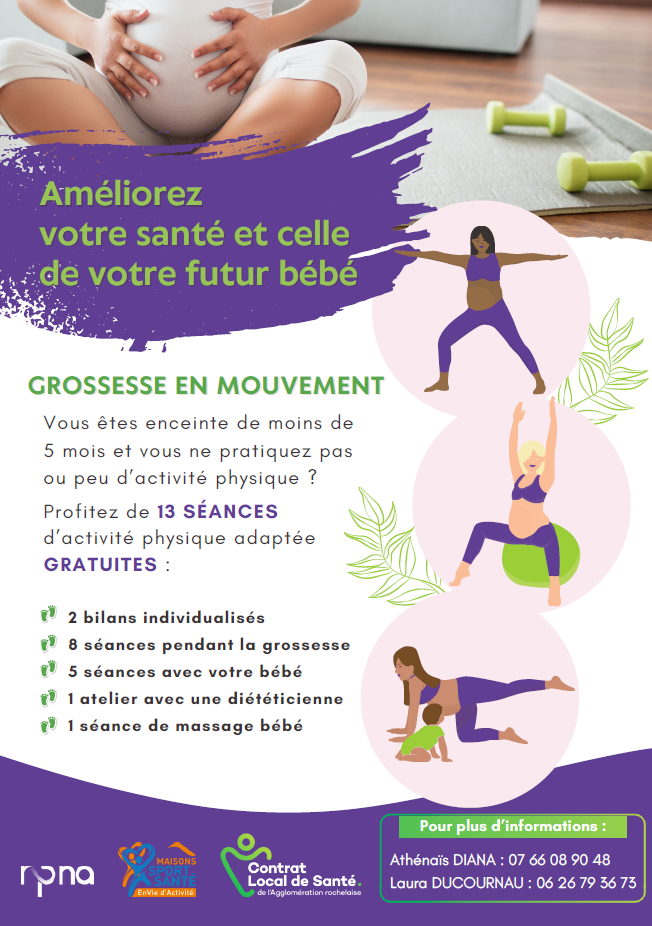 Améliorez
votre santé et celle
de votre futur bébé
GROSSESSE EN MOUVEMENT
Vous êtes enceinte de moins de
5 mois et vous ne pratiquez pas
ou peu d'activité physique ?
Profitez de 13 SÉANCES
d'activité physique adaptée
GRATUITES :
2 bilans individualisés
8 séances pendant la grossesse
5 séances avec votre bébé
1 atelier avec une diététicienne
1 séance de massage bébé
rpna
MAISONS
SPORT
SANTÉ
EnVie d'Activité
Contrat
Local de Santé.
de l'Agglomération rochelaise
Pour plus d'informations :
Athénaïs DIANA : 07 66 08 90 48
Laura DUCOURNAU : 06 26 79 36 73